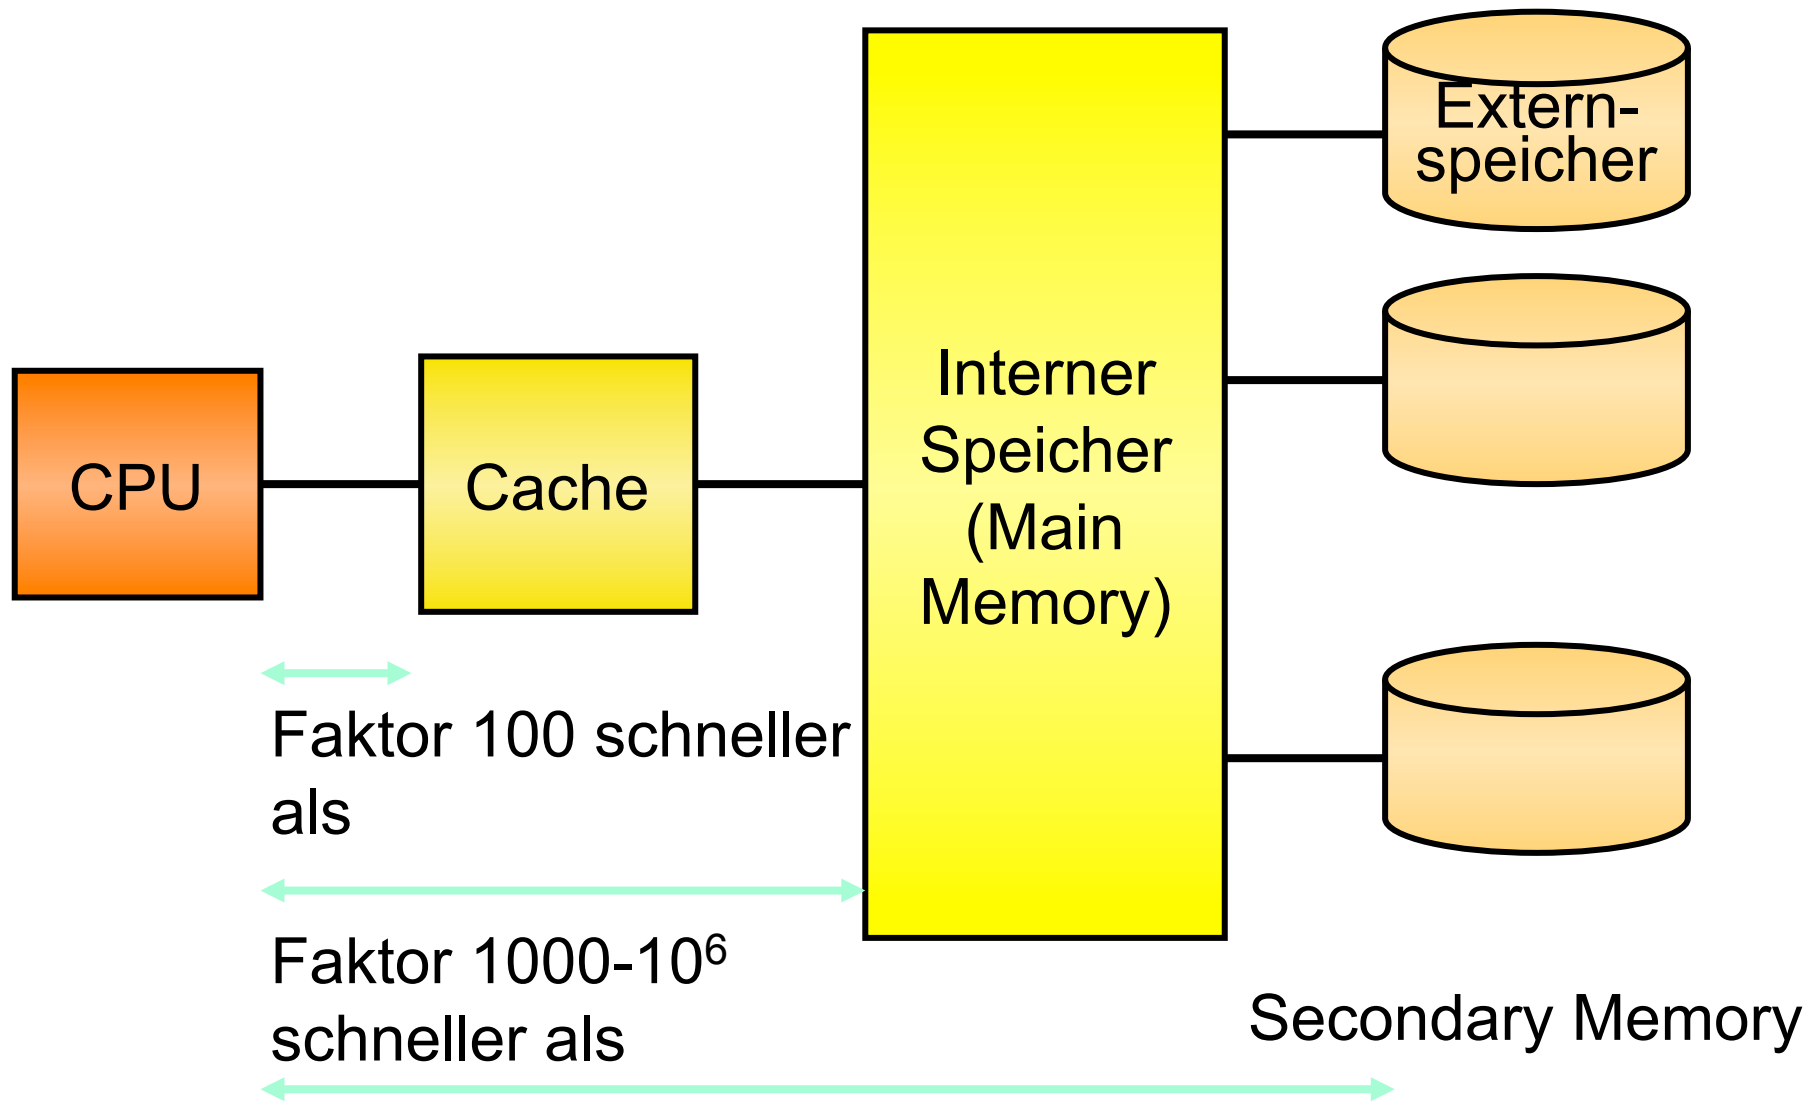 Extern-
speicher
Interner
Speicher
(Main
Memory)
CPU
Cache
Faktor 100 schneller
als
Faktor 1000-10⁶
schneller als
Secondary Memory